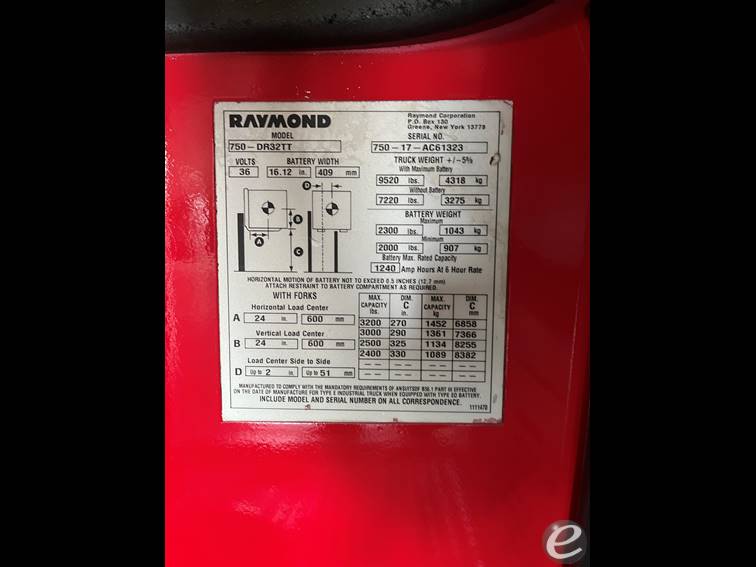 RAYMOND
Raymond Corporation
P.O. Box 130
Greene, New York 13778
MODEL
750-DR32TT
SERIAL NO.
750-17-AC61323
VOLTS BATTERY WIDTH
36 16.12 in. 409 mm
TRUCK WEIGHT +/-5%
With Maximum Battery
9520 lbs. 4318 kg
Without Battery
7220 lbs. 3275 kg
BATTERY WEIGHT
Maximum
2300 lbs. 1043 kg
Minimum
2000 lbs. 907 kg
Battery Max. Rated Capacity
1240 Amp Hours At 6 Hour Rate
D
B
A
C
HORIZONTAL MOTION OF BATTERY NOT TO EXCEED 0.5 INCHES (12.7 mm)
ATTACH RESTRAINT TO BATTERY COMPARTMENT AS REQUIRED.
WITH FORKS
Horizontal Load Center
A 24 in. 600 mm
Vertical Load Center
B 24 in. 600 mm
Load Center Side to Side
D Up to 2 in. Up to 51 mm
MAX. CAPACITY lbs. DIM. C in. MAX. CAPACITY kg DIM. C mm
3200 270 1452 6858
3000 290 1361 7366
2500 325 1134 8255
2400 330 1089 8382
-- -- -- --
-- -- -- --
MANUFACTURED TO COMPLY WITH THE MANDATORY REQUIREMENTS OF ANSI/ITSDF B56.1 PART III EFFECTIVE
ON THE DATE OF MANUFACTURE FOR TYPE E INDUSTRIAL TRUCK WHEN EQUIPPED WITH TYPE EO BATTERY.
INCLUDE MODEL AND SERIAL NUMBER ON ALL CORRESPONDENCE.
1111470
e